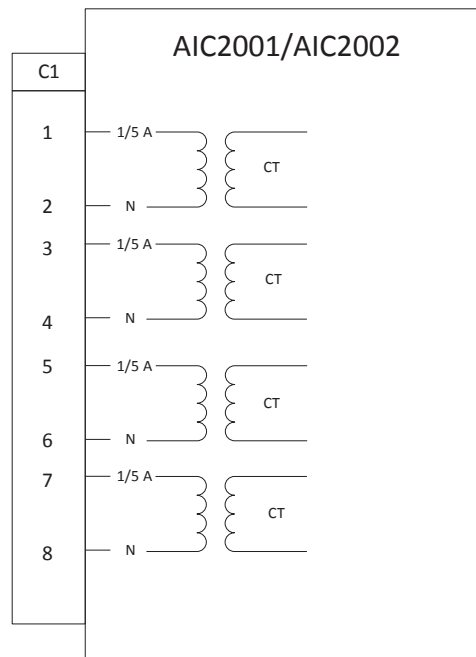 AIC2001/AIC2002
C1
1 1/5 A
CT
2 N
3 1/5 A
CT
4 N
5 1/5 A
CT
6 N
7 1/5 A
CT
8 N